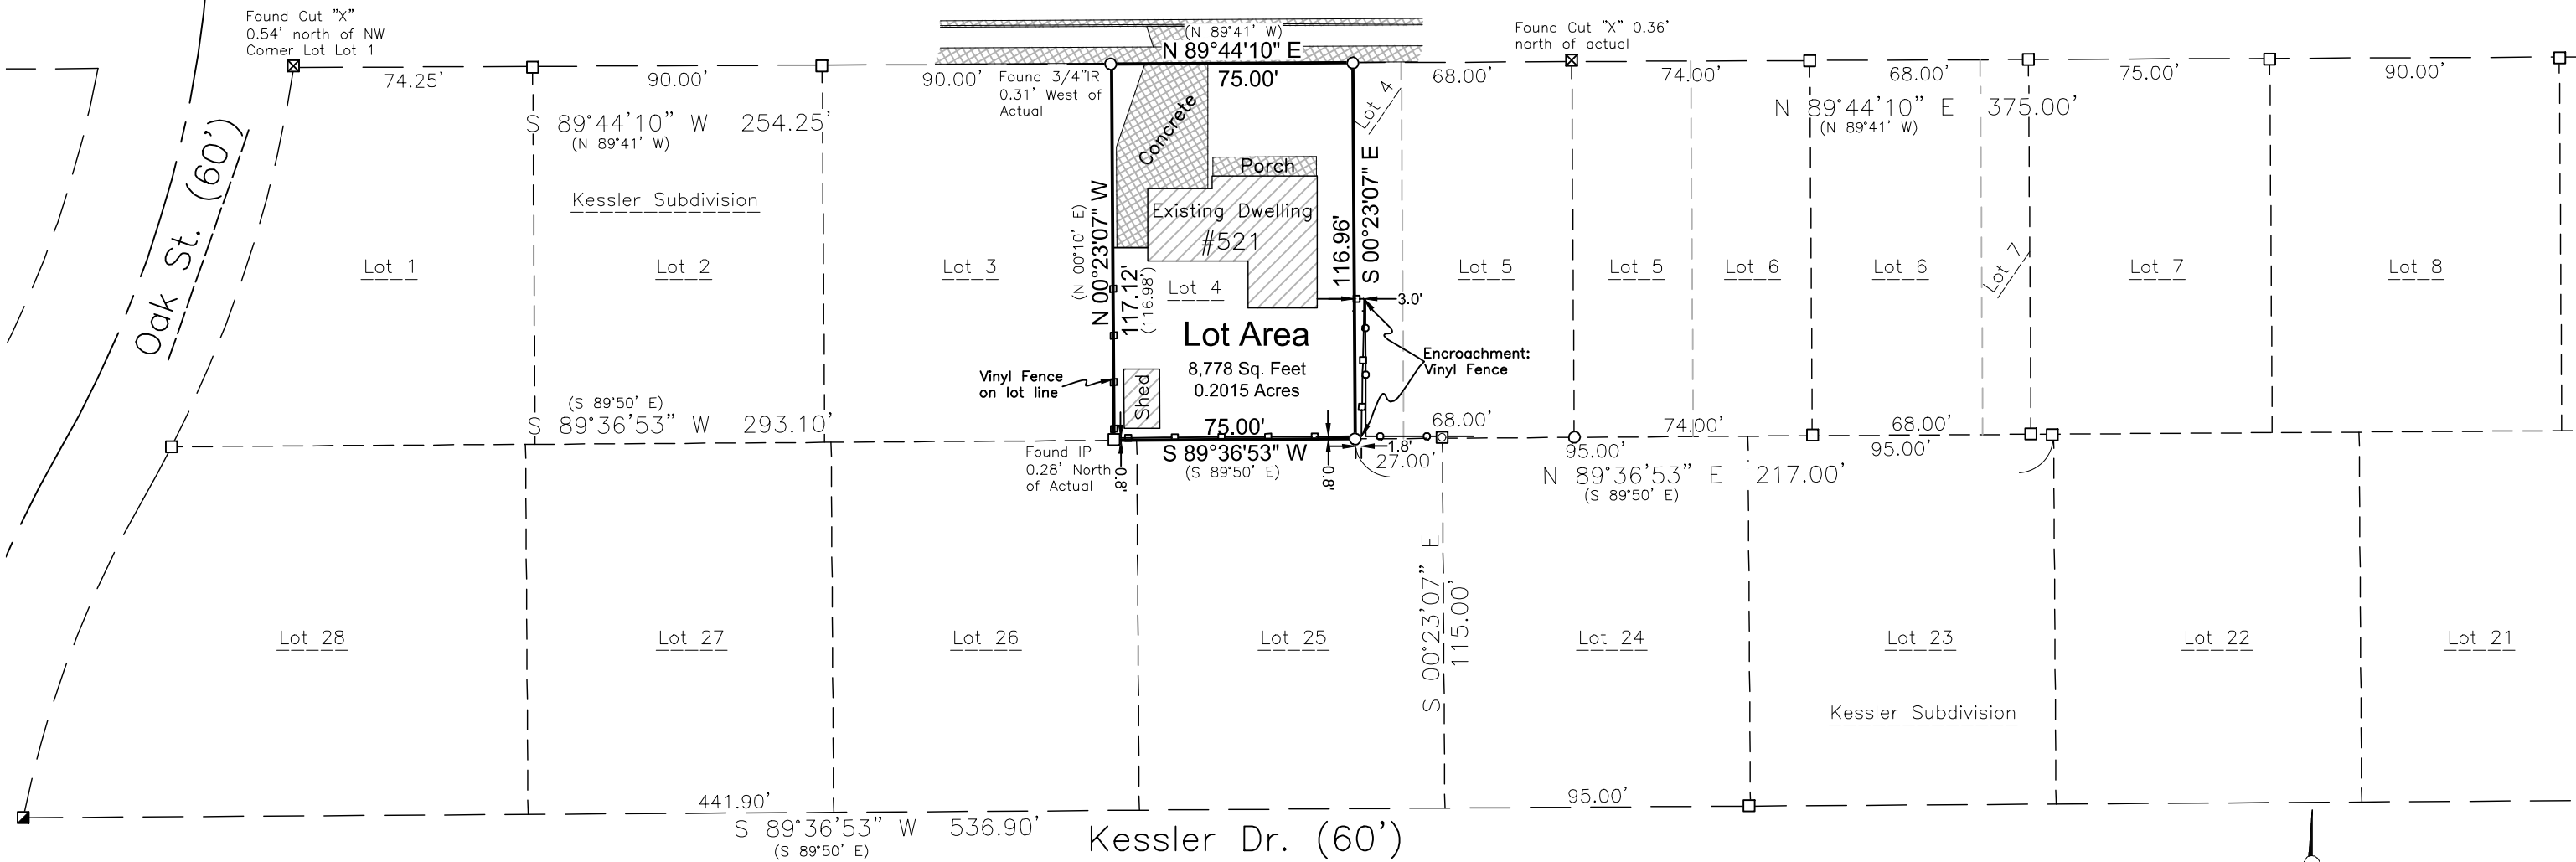 Found Cut "X"
0.54' north of NW
Corner Lot Lot 1
(N 89°41' W)
N 89°44'10" E
Found Cut "X" 0.36'
north of actual
74.25'
90.00'
90.00'
Found 3/4"IR
0.31' West of
Actual
75.00'
68.00'
74.00'
68.00'
75.00'
90.00'
S 89°44'10" W 254.25'
(N 89°41' W)
N 89°44'10" E 375.00'
(N 89°41' W)
Oak St. (60')
Kessler Subdivision
Concrete
Porch
Lot 4
Existing Dwelling
#521
N 00°23'07" W
(N 00°10' E)
117.12'
(116.98')
116.96'
S 00°23'07" E
Lot 1
Lot 2
Lot 3
Lot 4
Lot 5
Lot 5
Lot 6
Lot 6
Lot 7
Lot 7
Lot 8
3.0'
Lot Area
8,778 Sq. Feet
0.2015 Acres
Encroachment:
Vinyl Fence
Vinyl Fence
on lot line
Shed
(S 89°50' E)
S 89°36'53" W 293.10'
75.00'
68.00'
74.00'
68.00'
S 89°36'53" W
(S 89°50' E)
Found IP
0.28' North
of Actual
0.8'
0.8'
1.8'
27.00'
95.00'
95.00'
N 89°36'53" E 217.00'
(S 89°50' E)
S 00°23'07" E
115.00'
Lot 28
Lot 27
Lot 26
Lot 25
Lot 24
Lot 23
Lot 22
Lot 21
Kessler Subdivision
441.90'
95.00'
S 89°36'53" W 536.90'
(S 89°50' E)
Kessler Dr. (60')